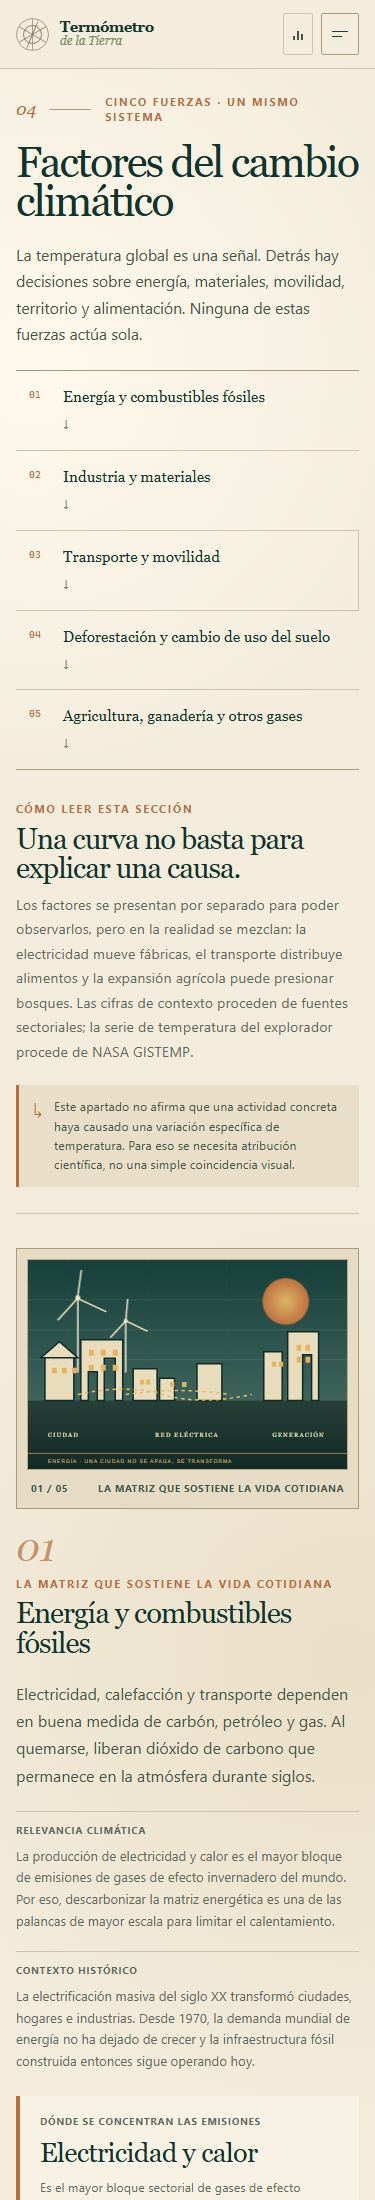 Termómetro
de la Tierra
04
CINCO FUERZAS · UN MISMO
SISTEMA
Factores del cambio
climático
La temperatura global es una señal. Detrás hay
decisiones sobre energía, materiales, movilidad,
territorio y alimentación. Ninguna de estas
fuerzas actúa sola.
01 Energía y combustibles fósiles
↓
02 Industria y materiales
↓
03 Transporte y movilidad
↓
04 Deforestación y cambio de uso del suelo
↓
05 Agricultura, ganadería y otros gases
↓
CÓMO LEER ESTA SECCIÓN
Una curva no basta para
explicar una causa.
Los factores se presentan por separado para poder
observarlos, pero en la realidad se mezclan: la
electricidad mueve fábricas, el transporte distribuye
alimentos y la expansión agrícola puede presionar
bosques. Las cifras de contexto proceden de fuentes
sectoriales; la serie de temperatura del explorador
procede de NASA GISTEMP.
↳ Este apartado no afirma que una actividad concreta
haya causado una variación específica de
temperatura. Para eso se necesita atribución
científica, no una simple coincidencia visual.
CIUDAD RED ELÉCTRICA GENERACIÓN
ENERGÍA · UNA CIUDAD NO SE APAGA, SE TRANSFORMA
01 / 05 LA MATRIZ QUE SOSTIENE LA VIDA COTIDIANA
01
LA MATRIZ QUE SOSTIENE LA VIDA COTIDIANA
Energía y combustibles
fósiles
Electricidad, calefacción y transporte dependen
en buena medida de carbón, petróleo y gas. Al
quemarse, liberan dióxido de carbono que
permanece en la atmósfera durante siglos.
RELEVANCIA CLIMÁTICA
La producción de electricidad y calor es el mayor bloque
de emisiones de gases de efecto invernadero del mundo.
Por eso, descarbonizar la matriz energética es una de las
palancas de mayor escala para limitar el calentamiento.
CONTEXTO HISTÓRICO
La electrificación masiva del siglo XX transformó ciudades,
hogares e industrias. Desde 1970, la demanda mundial de
energía no ha dejado de crecer y la infraestructura fósil
construida entonces sigue operando hoy.
DÓNDE SE CONCENTRAN LAS EMISIONES
Electricidad y calor
Es el mayor bloque sectorial de gases de efecto